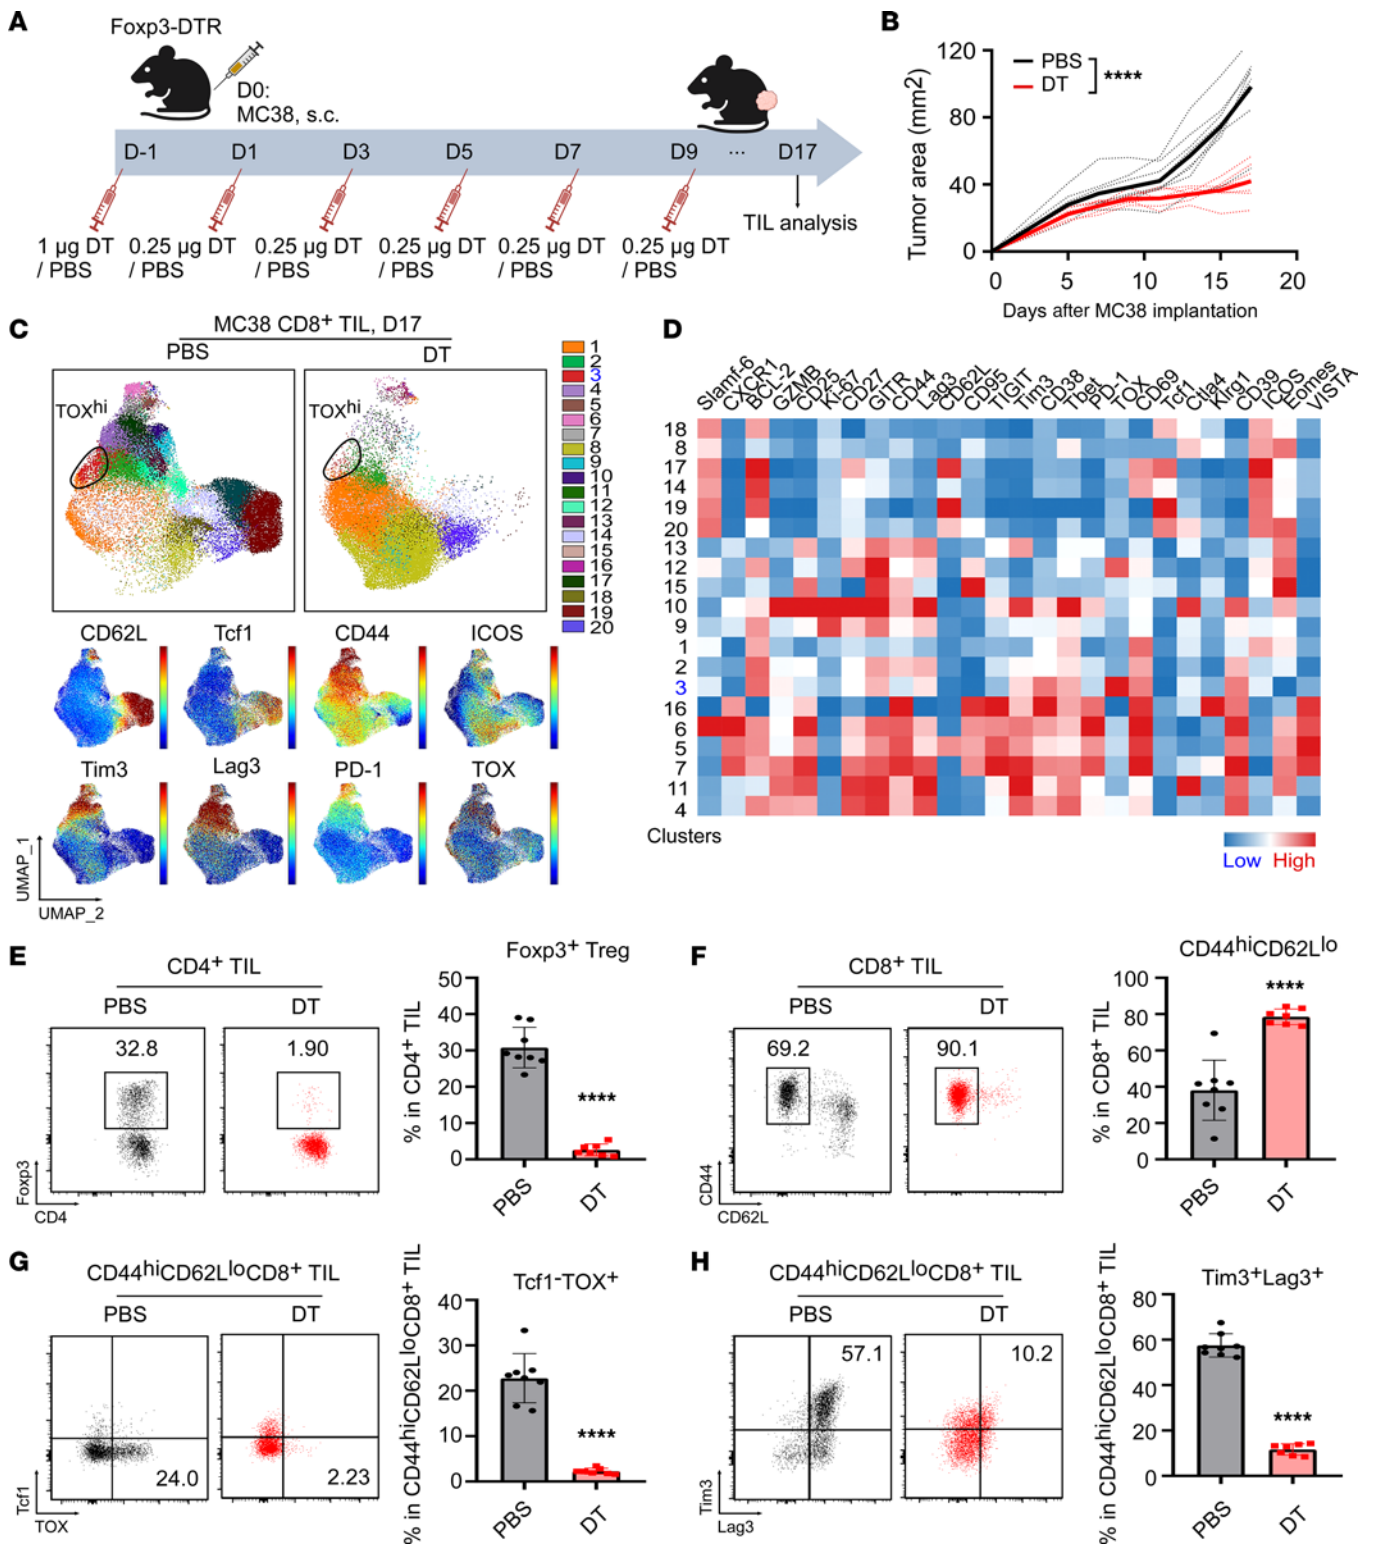 A
Foxp3-DTR
D0:
MC38, s.c.
D-1 D1 D3 D5 D7 D9 ... D17
TIL analysis
1 µg DT / PBS
0.25 µg DT / PBS
0.25 µg DT / PBS
0.25 µg DT / PBS
0.25 µg DT / PBS
0.25 µg DT / PBS
B
Tumor area (mm2)
120
80
40
0
PBS
DT
****
0 5 10 15 20
Days after MC38 implantation
C
MC38 CD8+ TIL, D17
PBS DT
TOXhi TOXhi
1
2
3
4
5
6
7
8
9
10
11
12
13
14
15
16
17
18
19
20
CD62L Tcf1 CD44 ICOS
Tim3 Lag3 PD-1 TOX
UMAP_1
UMAP_2
D
Slamf-6 CXCR1 BCL-2 GZMB CD25 Ki-67 CD27 GITR CD44 Lag3 CD62L CD95 TIGIT Tim3 CD38 Tbet PD-1 TOX CD69 Tcf1 Ctla4 Klrg1 CD39 ICOS Eomes VISTA
18
8
17
14
19
20
13
12
15
10
9
1
2
3
16
6
5
7
11
4
Clusters
Low High
E
CD4+ TIL
PBS DT
32.8 1.90
Foxp3
CD4
Foxp3+ Treg
% in CD4+ TIL
50
40
30
20
10
0
****
PBS DT
F
CD8+ TIL
PBS DT
69.2 90.1
CD44
CD62L
CD44hiCD62Llo
% in CD8+ TIL
100
80
60
40
20
0
****
PBS DT
G
CD44hiCD62LloCD8+ TIL
PBS DT
24.0 2.23
Tcf1
TOX
Tcf1-TOX+
% in CD44hiCD62LloCD8+ TIL
40
30
20
10
0
****
PBS DT
H
CD44hiCD62LloCD8+ TIL
PBS DT
57.1 10.2
Tim3
Lag3
Tim3+Lag3+
% in CD44hiCD62LloCD8+ TIL
80
60
40
20
0
****
PBS DT